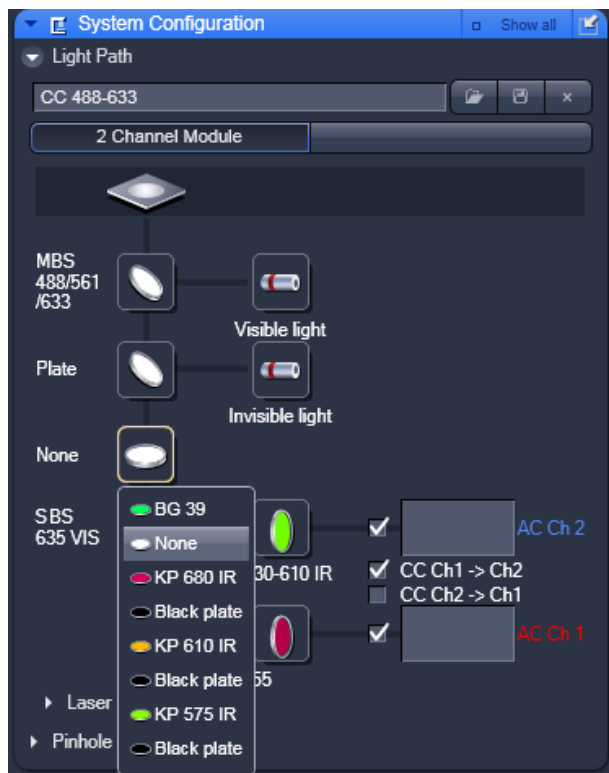 System Configuration
Show all
Light Path
CC 488-633
2 Channel Module
MBS
488/561
/633
Visible light
Plate
Invisible light
None
SBS
635 VIS
BG 39
None
KP 680 IR
Black plate
KP 610 IR
Black plate
KP 575 IR
Black plate
30-610 IR
AC Ch 2
CC Ch1 -> Ch2
CC Ch2 -> Ch1
AC Ch 1
55
Laser
Pinhole